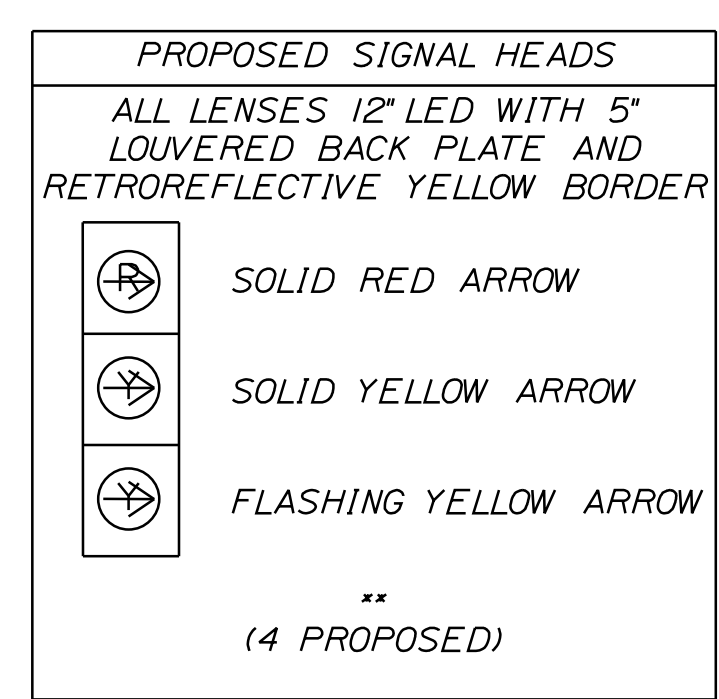 PROPOSED SIGNAL HEADS
ALL LENSES 12" LED WITH 5"
LOUVERED BACK PLATE AND
RETROREFLECTIVE YELLOW BORDER
R SOLID RED ARROW
Y SOLID YELLOW ARROW
Y FLASHING YELLOW ARROW
**
(4 PROPOSED)